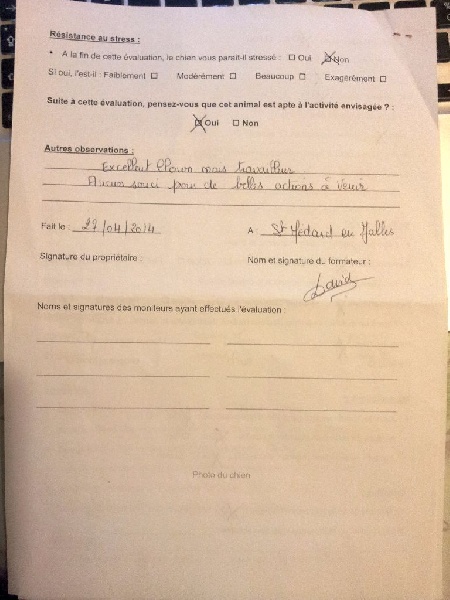 Résistance au stress :
• A la fin de cette évaluation, le chien vous parait-il stressé : ☐ Oui ☒ Non
Si oui, l'est-il : Faiblement ☐ Modérément ☐ Beaucoup ☐ Exagérément ☐
Suite à cette évaluation, pensez-vous que cet animal est apte à l'activité envisagée ? :
☒ Oui ☐ Non
Autres observations :
Excellent mais travailleur
Aucun souci pour de belles actions à venir
Fait le : 27/04/2014 A : St Médard en Jalles
Signature du propriétaire : Nom et signature du formateur :
David
Noms et signatures des moniteurs ayant effectués l'évaluation :
Photo du chien